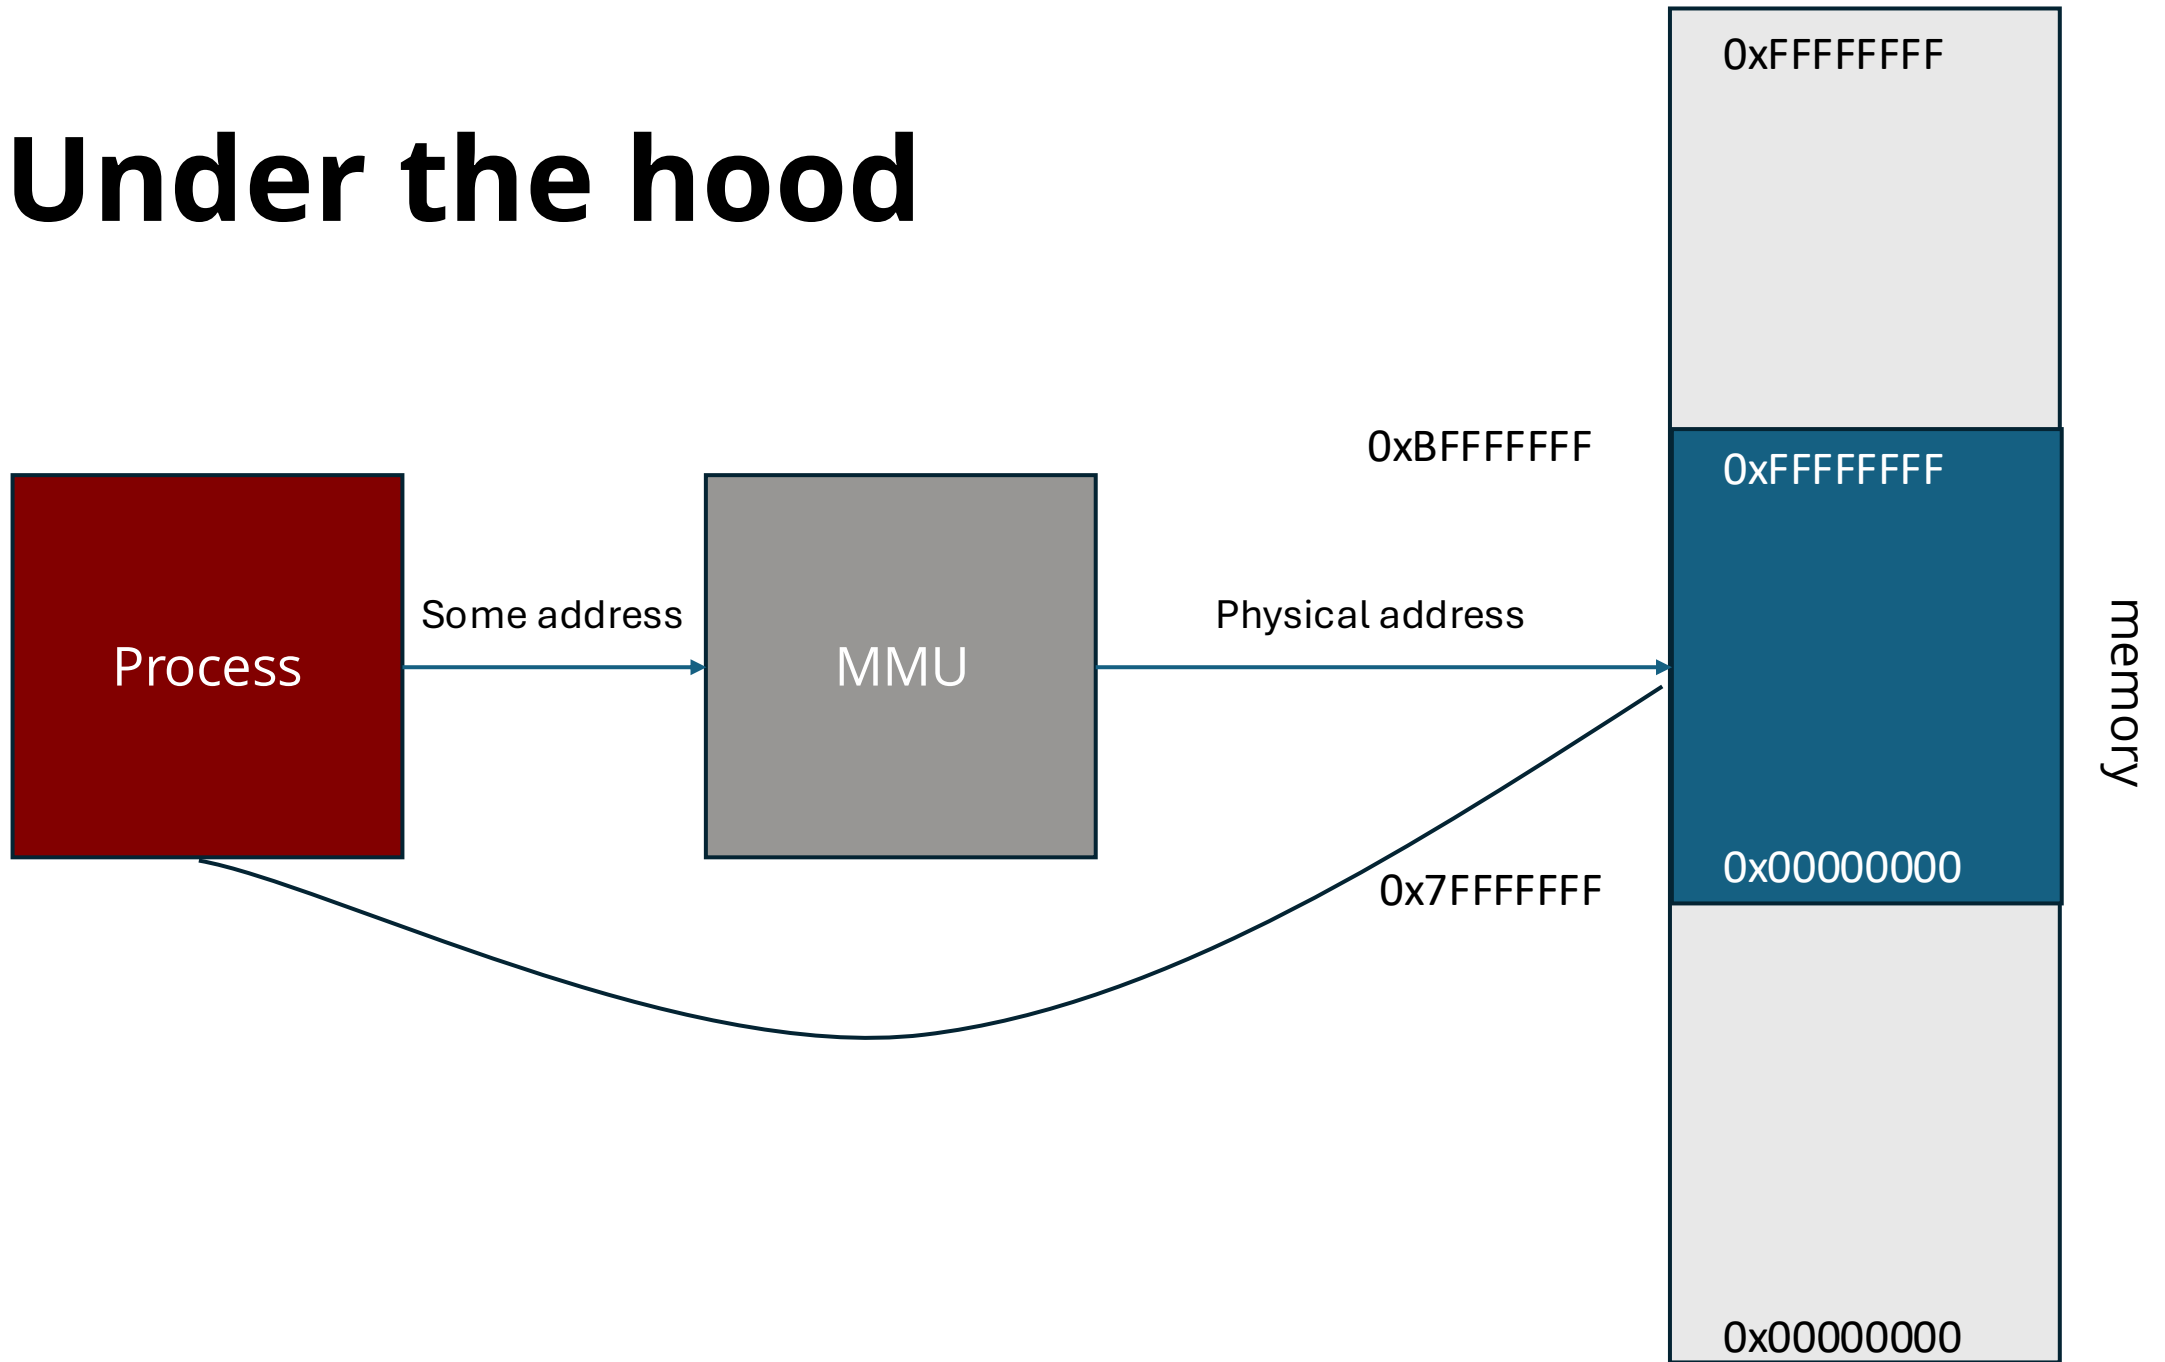 Under the hood
0xFFFFFFFF
0xBFFFFFFF
0xFFFFFFFF
Some address
Physical address
Process
MMU
memory
0x00000000
0x7FFFFFFF
0x00000000